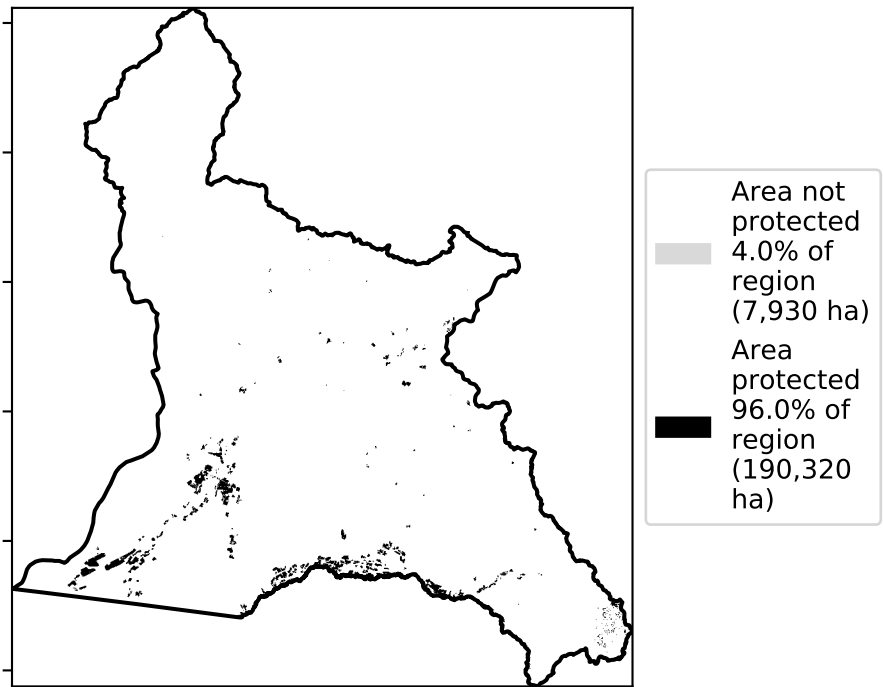 Area not
protected
4.0% of
region
(7,930 ha)
Area
protected
96.0% of
region
(190,320
ha)